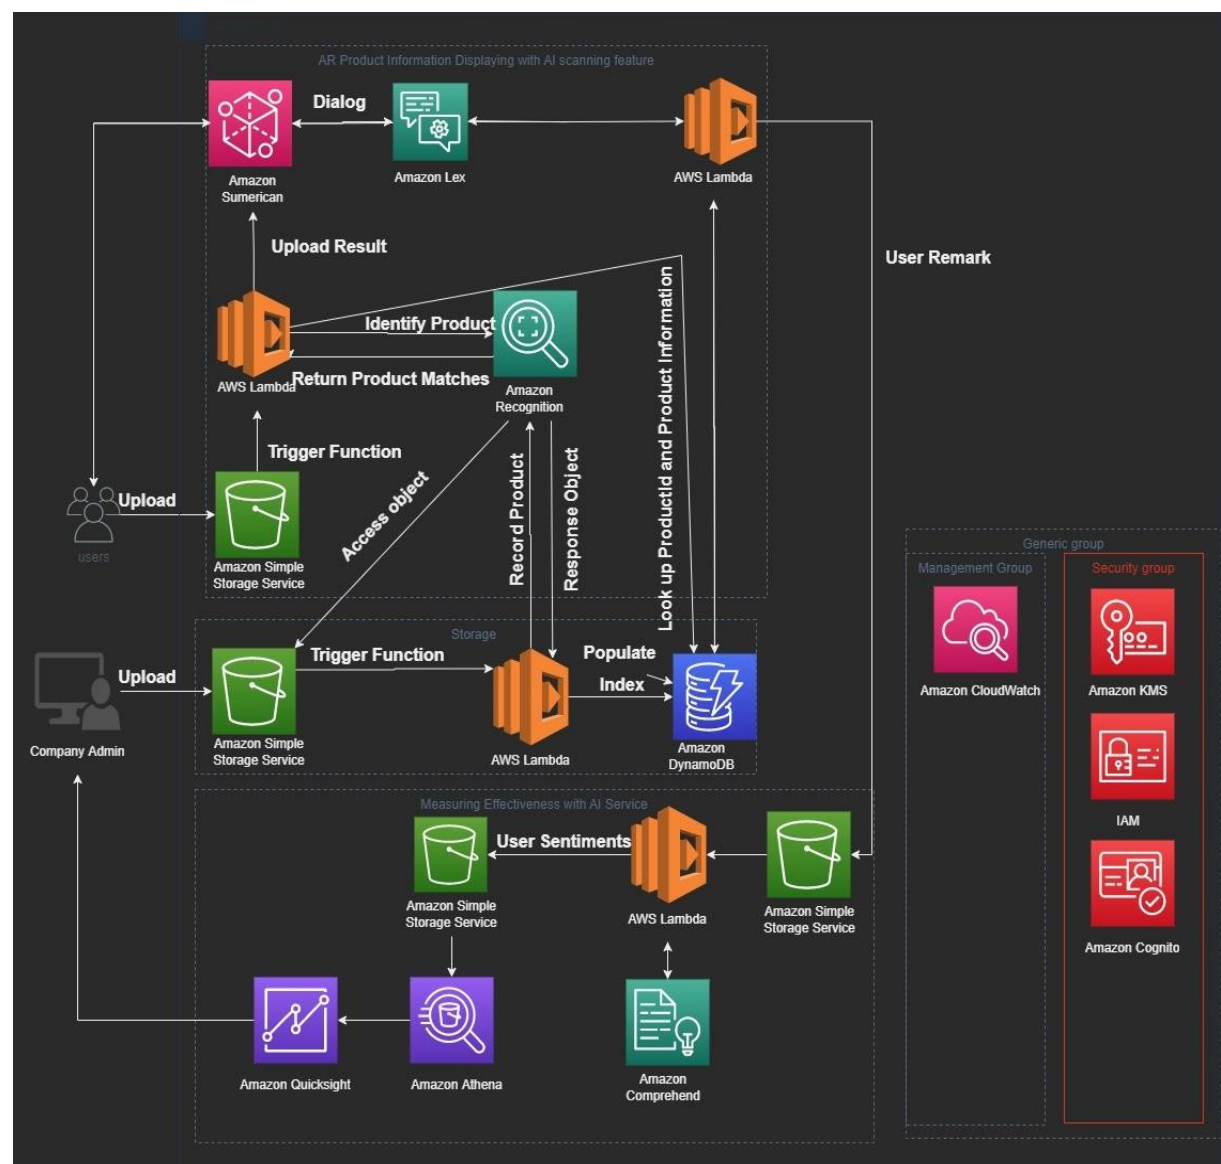 AR Product Information Displaying with AI scanning feature
Dialog
Amazon
Sumerican
Amazon Lex
AWS Lambda
Upload Result
User Remark
Identify Product
Return Product Matches
AWS Lambda
Amazon
Recognition
Look up ProductId and Product Information
Trigger Function
Access object
Record Product
Response Object
Upload
users
Amazon Simple
Storage Service
Generic group
Management Group
Security group
Amazon CloudWatch
Amazon KMS
IAM
Amazon Cognito
Storage
Trigger Function
Populate
Index
Upload
Company Admin
Amazon Simple
Storage Service
AWS Lambda
Amazon
DynamoDB
Measuring Effectiveness with AI Service
User Sentiments
Amazon Simple
Storage Service
AWS Lambda
Amazon Simple
Storage Service
Amazon Quicksight
Amazon Athena
Amazon
Comprehend